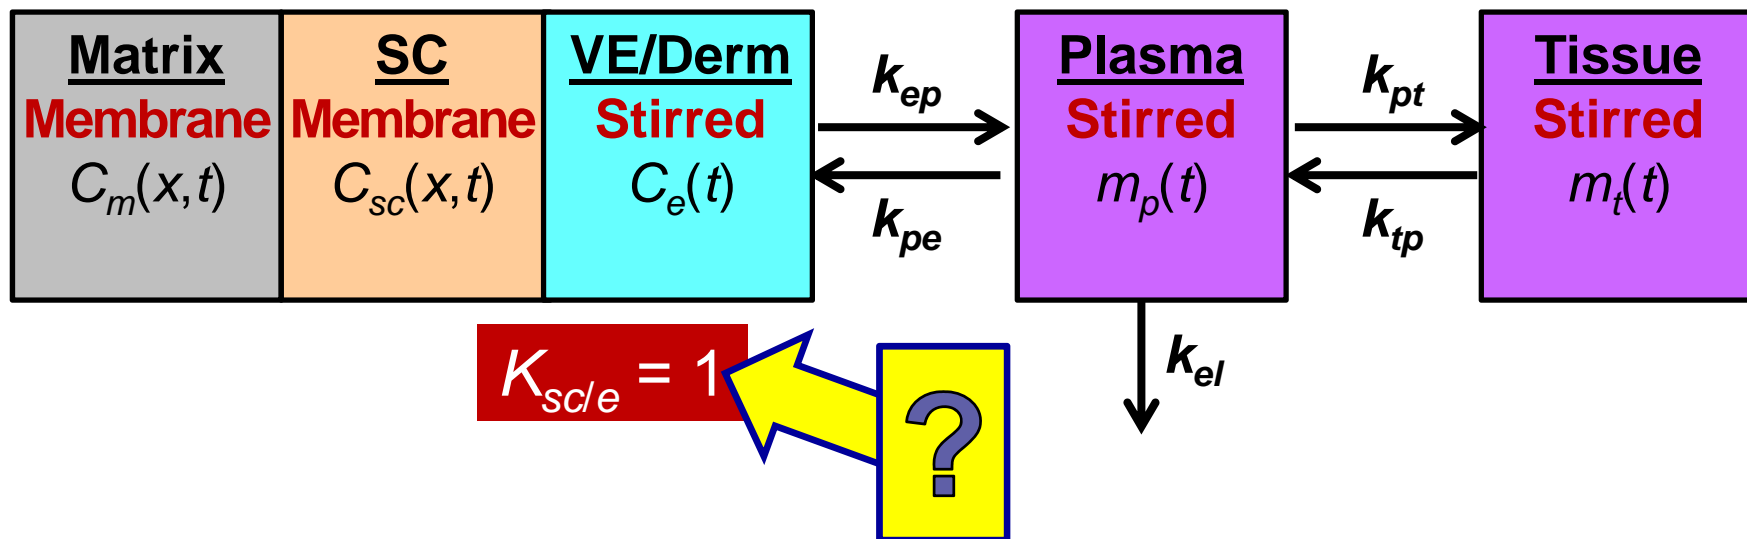 Matrix
Membrane
Cm(x,t)
SC
Membrane
Csc(x,t)
VE/Derm
Stirred
Ce(t)
kep
kpe
Plasma
Stirred
mp(t)
kpt
ktp
Tissue
Stirred
mt(t)
Ksc/e = 1
?
kel